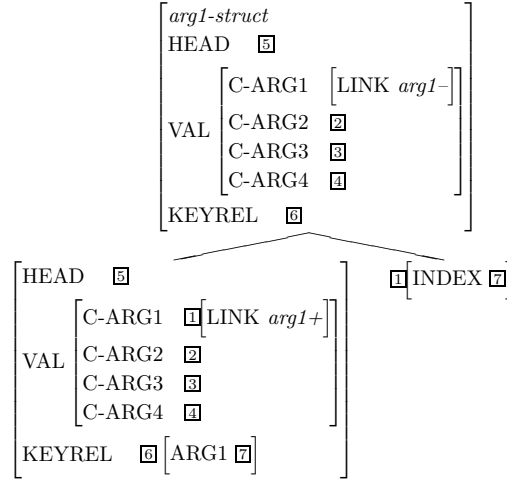 arg1-struct
HEAD 5
VAL
C-ARG1 [LINK arg1–]
C-ARG2 2
C-ARG3 3
C-ARG4 4
KEYREL 6
HEAD 5
1[INDEX 7]
VAL
C-ARG1 1[LINK arg1+]
C-ARG2 2
C-ARG3 3
C-ARG4 4
KEYREL 6 [ARG1 7]